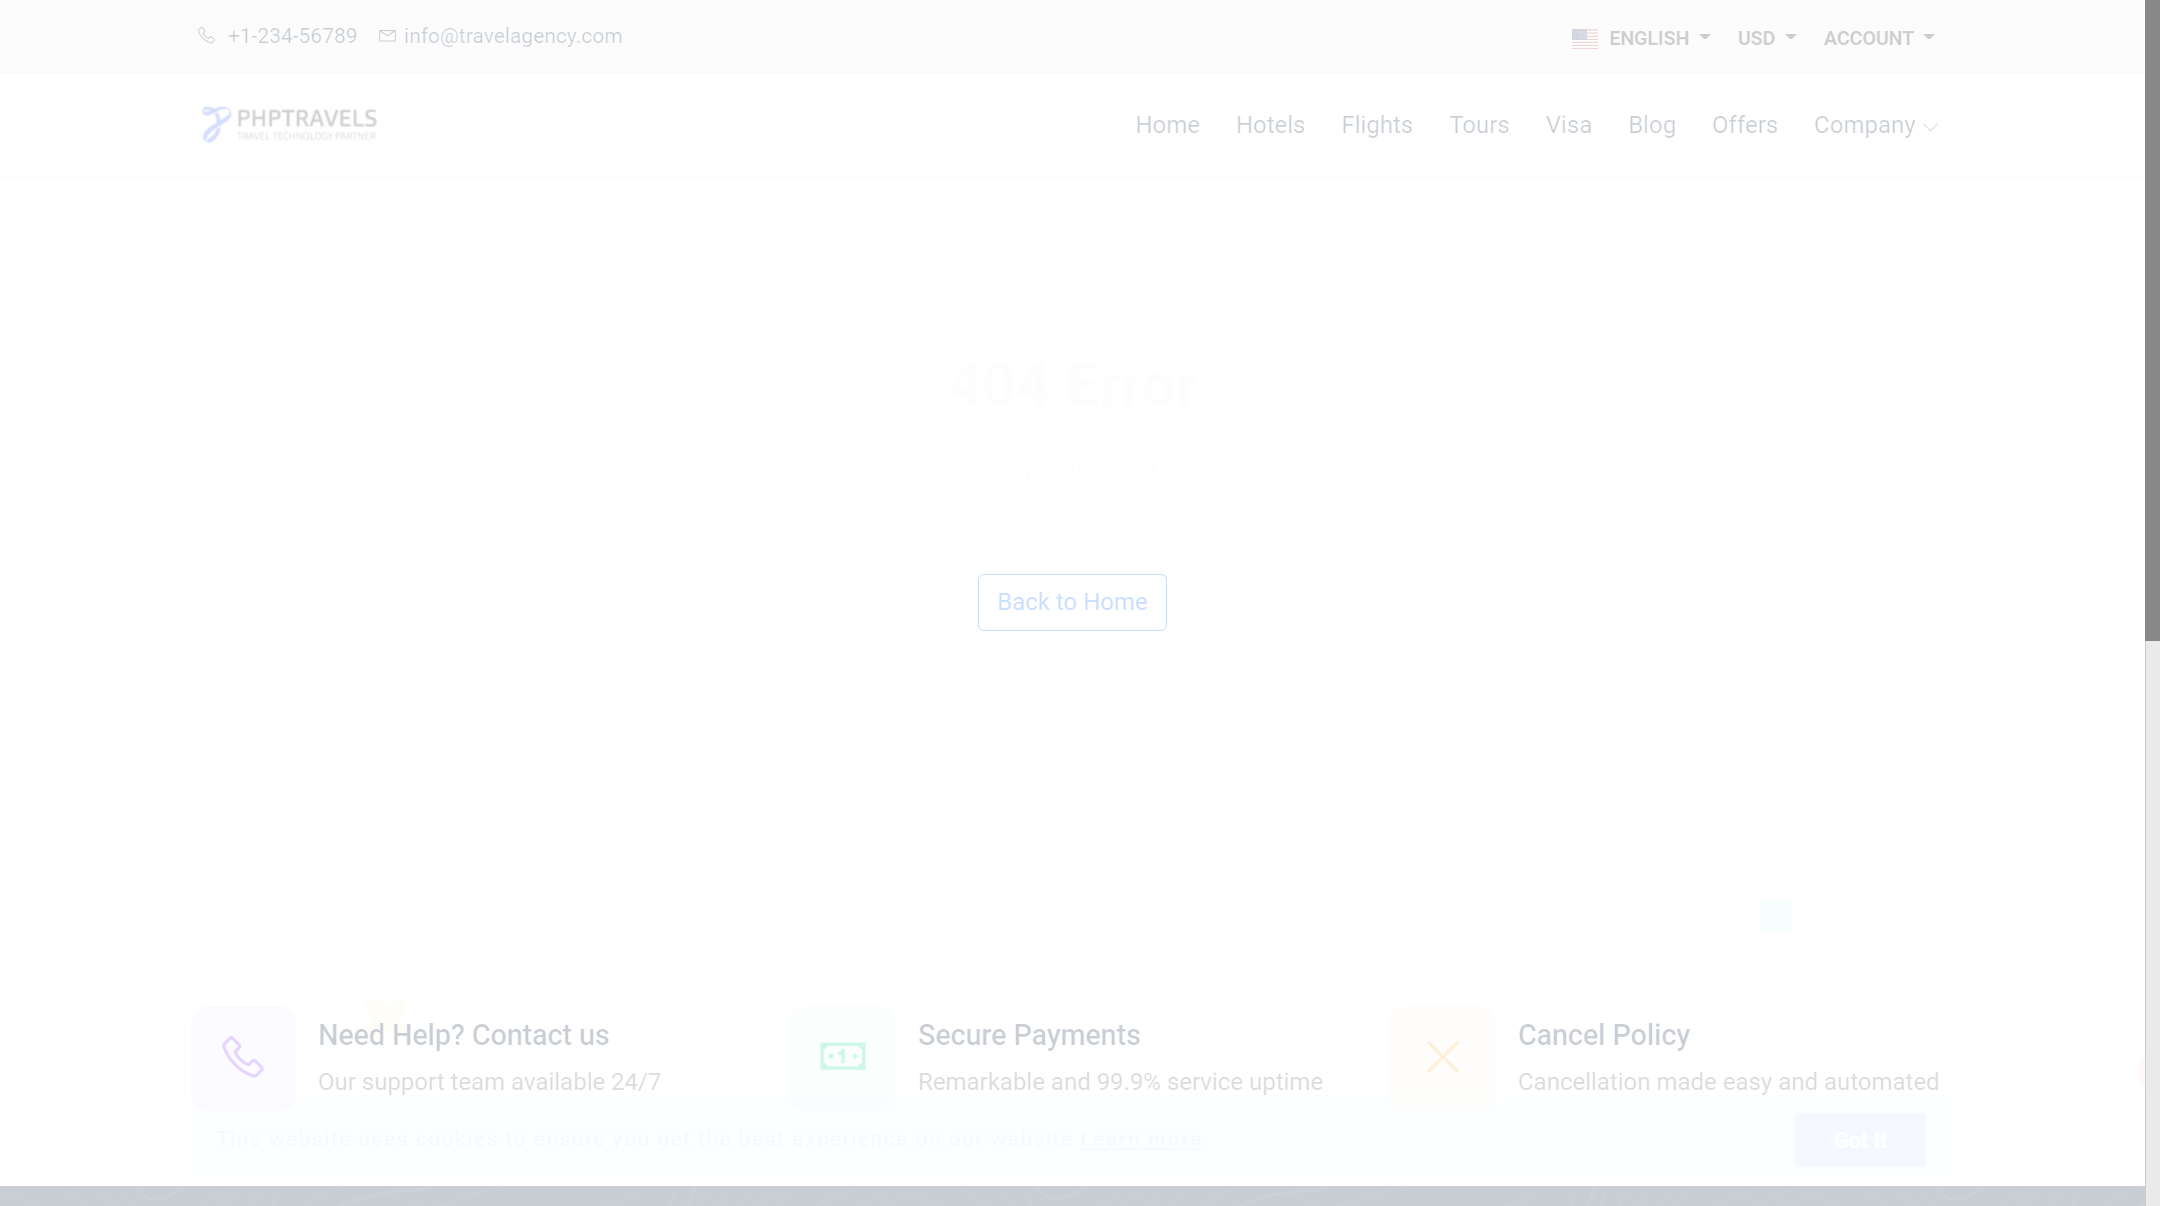 +1-234-56789 info@travelagency.com ENGLISH USD ACCOUNT
PHPTRAVELS
TRAVEL TECHNOLOGY PARTNER
Home Hotels Flights Tours Visa Blog Offers Company
404 Error
Back to Home
Need Help? Contact us
Our support team available 24/7
Secure Payments
Remarkable and 99.9% service uptime
Cancel Policy
Cancellation made easy and automated
This website uses cookies to ensure you get the best experience on our website Learn more
Got It